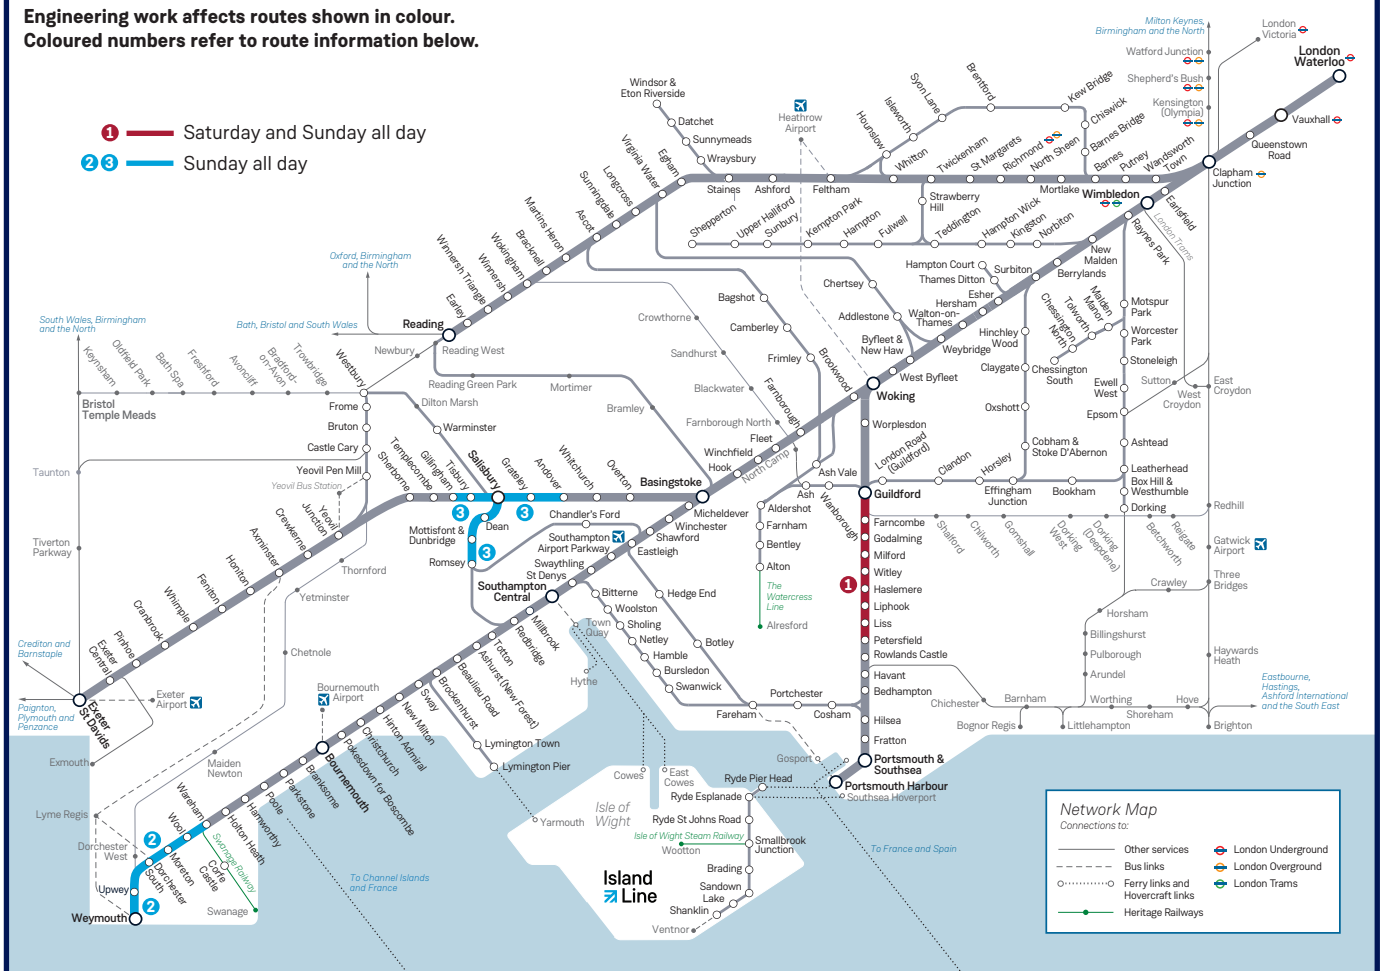 Engineering work affects routes shown in colour.
Coloured numbers refer to route information below.
1 Saturday and Sunday all day
2 3 Sunday all day
Milton Keynes,
Birmingham and the North
London
Victoria
London
Waterloo
Watford Junction
Shepherd's Bush
Kensington
(Olympia)
Vauxhall
Queenstown
Road
Clapham
Junction
Windsor &
Eton Riverside
Datchet
Sunnymeads
Wraysbury
Heathrow
Airport
Hounslow
Isleworth
Syon Lane
Brentford
Kew Bridge
Chiswick
Barnes Bridge
Virginia Water
Egham
Staines
Ashford
Feltham
Whitton
Twickenham
St Margarets
Richmond
North Sheen
Mortlake
Barnes
Putney
Wandsworth
Town
Wimbledon
Earlsfield
London Trams
Raynes Park
Strawberry
Hill
Shepperton
Upper Halliford
Sunbury
Kempton Park
Hampton
Fulwell
Teddington
Hampton Wick
Kingston
Norbiton
New
Malden
Berrylands
Surbiton
Hampton Court
Thames Ditton
Esher
Hersham
Walton-on-
Thames
Weybridge
Byfleet &
New Haw
West Byfleet
Woking
Chertsey
Addlestone
Longcross
Sunningdale
Ascot
Martins Heron
Bracknell
Wokingham
Winnersh
Winnersh Triangle
Earley
Reading
Oxford, Birmingham
and the North
Bath, Bristol and South Wales
South Wales, Birmingham
and the North
Bagshot
Camberley
Frimley
Brookwood
Crowthorne
Sandhurst
Blackwater
Farnborough North
Farnborough
North Camp
Fleet
Winchfield
Hook
Basingstoke
Newbury
Reading West
Reading Green Park
Mortimer
Bramley
Motspur
Park
Malden
Manor
Tolworth
Chessington
North
Chessington
South
Worcester
Park
Stoneleigh
Ewell
West
Epsom
Sutton
West
Croydon
East
Croydon
Hinchley
Wood
Claygate
Oxshott
Cobham &
Stoke D'Abernon
Ashtead
Leatherhead
Box Hill &
Westhumble
Dorking
Bookham
Effingham
Junction
Horsley
Clandon
London Road
(Guildford)
Worplesdon
Guildford
Wanborough
Ash
Ash Vale
Aldershot
Farnham
Bentley
Alton
The
Watercress
Line
Alresford
Keynsham
Oldfield Park
Bath Spa
Freshford
Avoncliff
Bradford-
on-Avon
Trowbridge
Westbury
Bristol
Temple Meads
Dilton Marsh
Warminster
Frome
Bruton
Castle Cary
Yeovil Pen Mill
Yeovil Bus Station
Taunton
Tiverton
Parkway
Sherborne
Templecombe
Gillingham
Tisbury
Salisbury
Grateley
Andover
Whitchurch
Overton
3
3
3
Dean
Mottisfont &
Dunbridge
Romsey
Chandler's Ford
Southampton
Airport Parkway
Micheldever
Winchester
Shawford
Eastleigh
Swaythling
St Denys
Southampton
Central
Yeovil
Junction
Crewkerne
Axminster
Honiton
Feniton
Whimple
Cranbrook
Pinhoe
Exeter
Central
Exeter
St Davids
Exeter
Airport
Exmouth
Crediton and
Barnstaple
Paignton,
Plymouth and
Penzance
Thornford
Yetminster
Chetnole
Maiden
Newton
Lyme Regis
Dorchester
West
Farncombe
Godalming
Milford
Witley
1
Haslemere
Liphook
Liss
Petersfield
Rowlands Castle
Havant
Bedhampton
Hilsea
Fratton
Portsmouth &
Southsea
Portsmouth Harbour
Southsea Hoverport
Gosport
Shalford
Chilworth
Gomshall
Dorking
West
Dorking
(Deepdene)
Betchworth
Reigate
Redhill
Gatwick
Airport
Three
Bridges
Crawley
Horsham
Billingshurst
Pulborough
Arundel
Haywards
Heath
Eastbourne,
Hastings,
Ashford International
and the South East
Chichester
Barnham
Bognor Regis
Littlehampton
Worthing
Shoreham
Hove
Brighton
Bitterne
Woolston
Sholing
Netley
Hamble
Bursledon
Swanwick
Hedge End
Botley
Fareham
Portchester
Cosham
Town
Quay
Hythe
Millbrook
Redbridge
Totton
Ashurst (New Forest)
Beaulieu Road
Brockenhurst
Sway
New Milton
Hinton Admiral
Christchurch
Pokesdown for Boscombe
Bournemouth
Bournemouth
Airport
Branksome
Parkstone
Poole
Hamworthy
Holton Heath
Wareham
Wool
Moreton
Dorchester
South
2
Upwey
2
Weymouth
Swanage Railway
Corfe
Castle
Swanage
Lymington Town
Lymington Pier
Yarmouth
Isle of
Wight
Cowes
East
Cowes
Ryde Pier Head
Ryde Esplanade
Ryde St Johns Road
Isle of Wight Steam Railway
Wootton
Smallbrook
Junction
Brading
Sandown
Lake
Shanklin
Ventnor
Island
Line
To Channel Islands
and France
To France and Spain
Network Map
Connections to:
Other services
Bus links
Ferry links and
Hovercraft links
Heritage Railways
London Underground
London Overground
London Trams